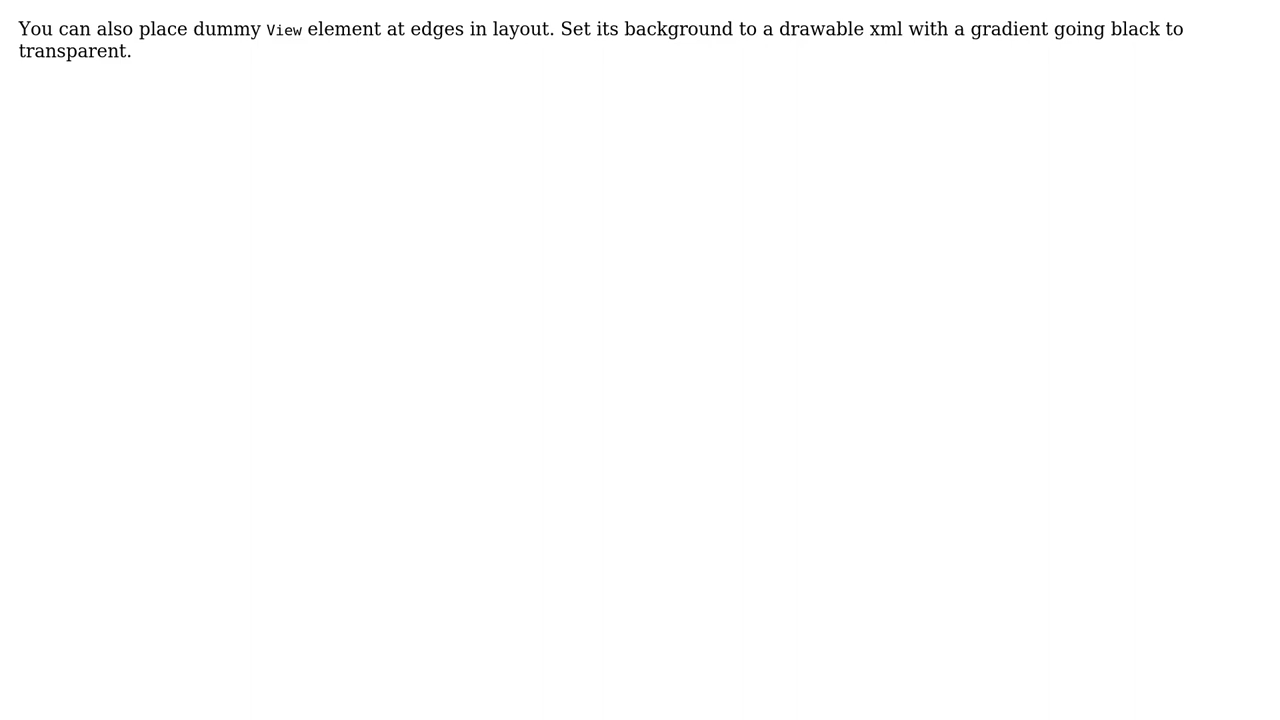 You can also place dummy View element at edges in layout. Set its background to a drawable xml with a gradient going black to
transparent.